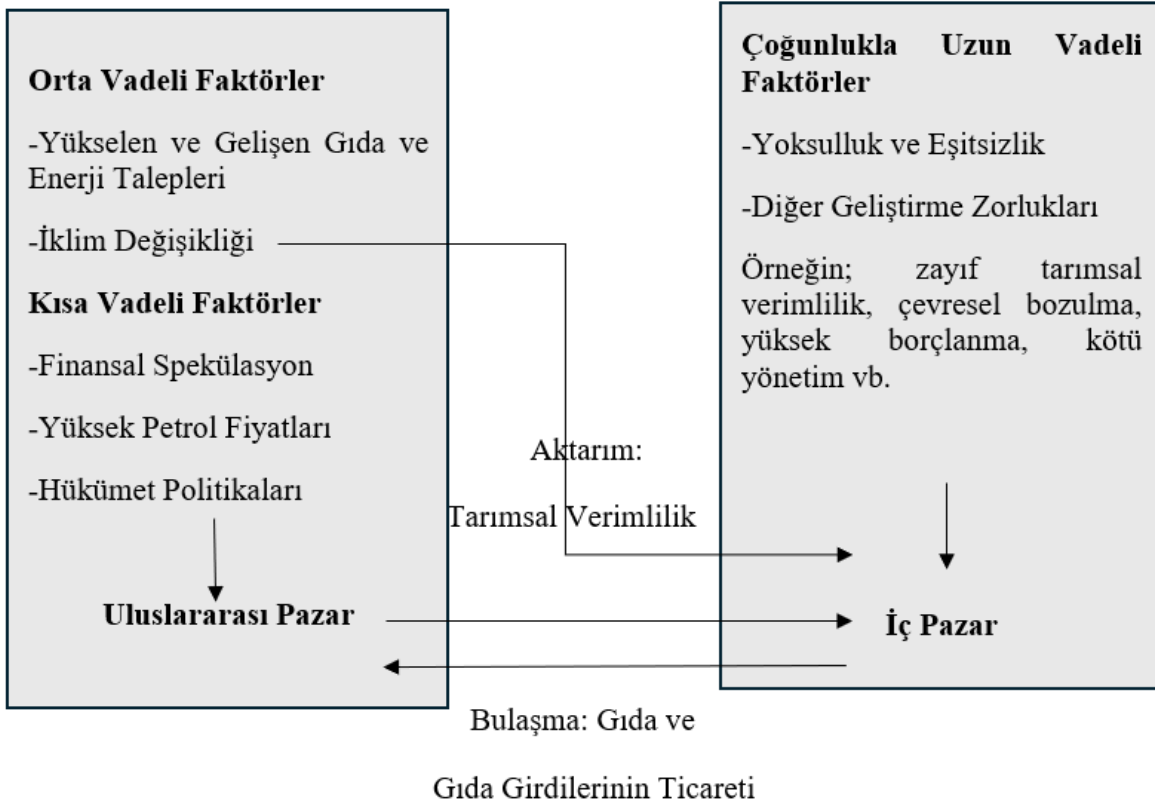 Orta Vadeli Faktörler
-Yükselen ve Gelişen Gıda ve
Enerji Talepleri
-İklim Değişikliği
Kısa Vadeli Faktörler
-Finansal Spekülasyon
-Yüksek Petrol Fiyatları
-Hükümet Politikaları
Uluslararası Pazar
Aktarım:
Tarımsal Verimlilik
Bulaşma: Gıda ve
Gıda Girdilerinin Ticareti
Çoğunlukla Uzun Vadeli
Faktörler
-Yoksulluk ve Eşitsizlik
-Diğer Geliştirme Zorlukları
Örneğin; zayıf tarımsal
verimlilik, çevresel bozulma,
yüksek borçlanma, kötü
yönetim vb.
İç Pazar